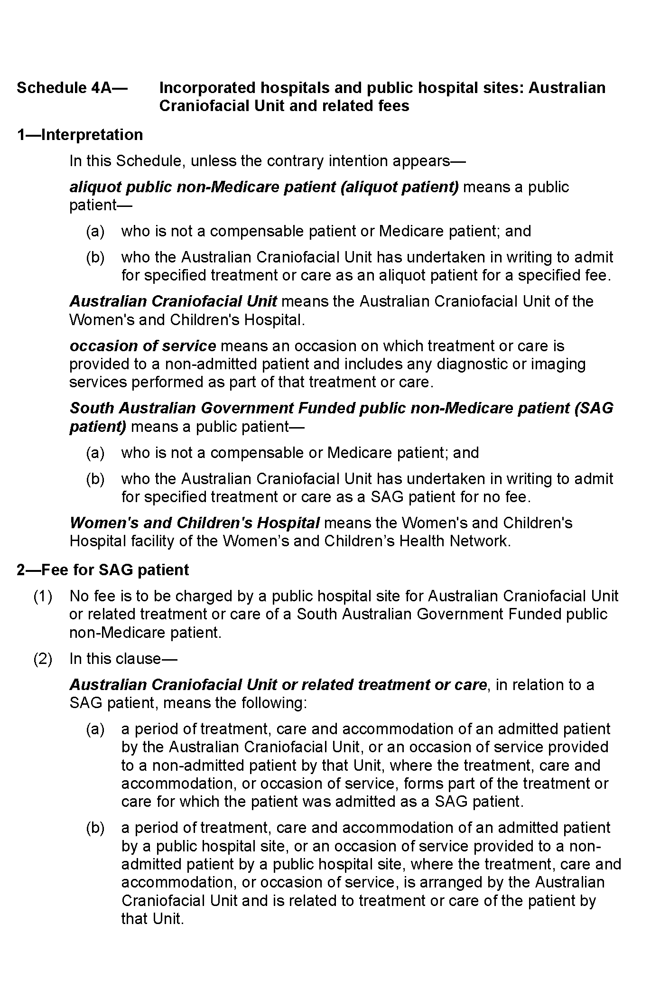 Schedule 4A— Incorporated hospitals and public hospital sites: Australian
Craniofacial Unit and related fees
1—Interpretation
In this Schedule, unless the contrary intention appears—
aliquot public non-Medicare patient (aliquot patient) means a public
patient—
(a) who is not a compensable patient or Medicare patient; and
(b) who the Australian Craniofacial Unit has undertaken in writing to admit
for specified treatment or care as an aliquot patient for a specified fee.
Australian Craniofacial Unit means the Australian Craniofacial Unit of the
Women's and Children's Hospital.
occasion of service means an occasion on which treatment or care is
provided to a non-admitted patient and includes any diagnostic or imaging
services performed as part of that treatment or care.
South Australian Government Funded public non-Medicare patient (SAG
patient) means a public patient—
(a) who is not a compensable or Medicare patient; and
(b) who the Australian Craniofacial Unit has undertaken in writing to admit
for specified treatment or care as a SAG patient for no fee.
Women's and Children's Hospital means the Women's and Children's
Hospital facility of the Women’s and Children’s Health Network.
2—Fee for SAG patient
(1) No fee is to be charged by a public hospital site for Australian Craniofacial Unit
or related treatment or care of a South Australian Government Funded public
non-Medicare patient.
(2) In this clause—
Australian Craniofacial Unit or related treatment or care, in relation to a
SAG patient, means the following:
(a) a period of treatment, care and accommodation of an admitted patient
by the Australian Craniofacial Unit, or an occasion of service provided
to a non-admitted patient by that Unit, where the treatment, care and
accommodation, or occasion of service, forms part of the treatment or
care for which the patient was admitted as a SAG patient.
(b) a period of treatment, care and accommodation of an admitted patient
by a public hospital site, or an occasion of service provided to a non-
admitted patient by a public hospital site, where the treatment, care and
accommodation, or occasion of service, is arranged by the Australian
Craniofacial Unit and is related to treatment or care of the patient by
that Unit.